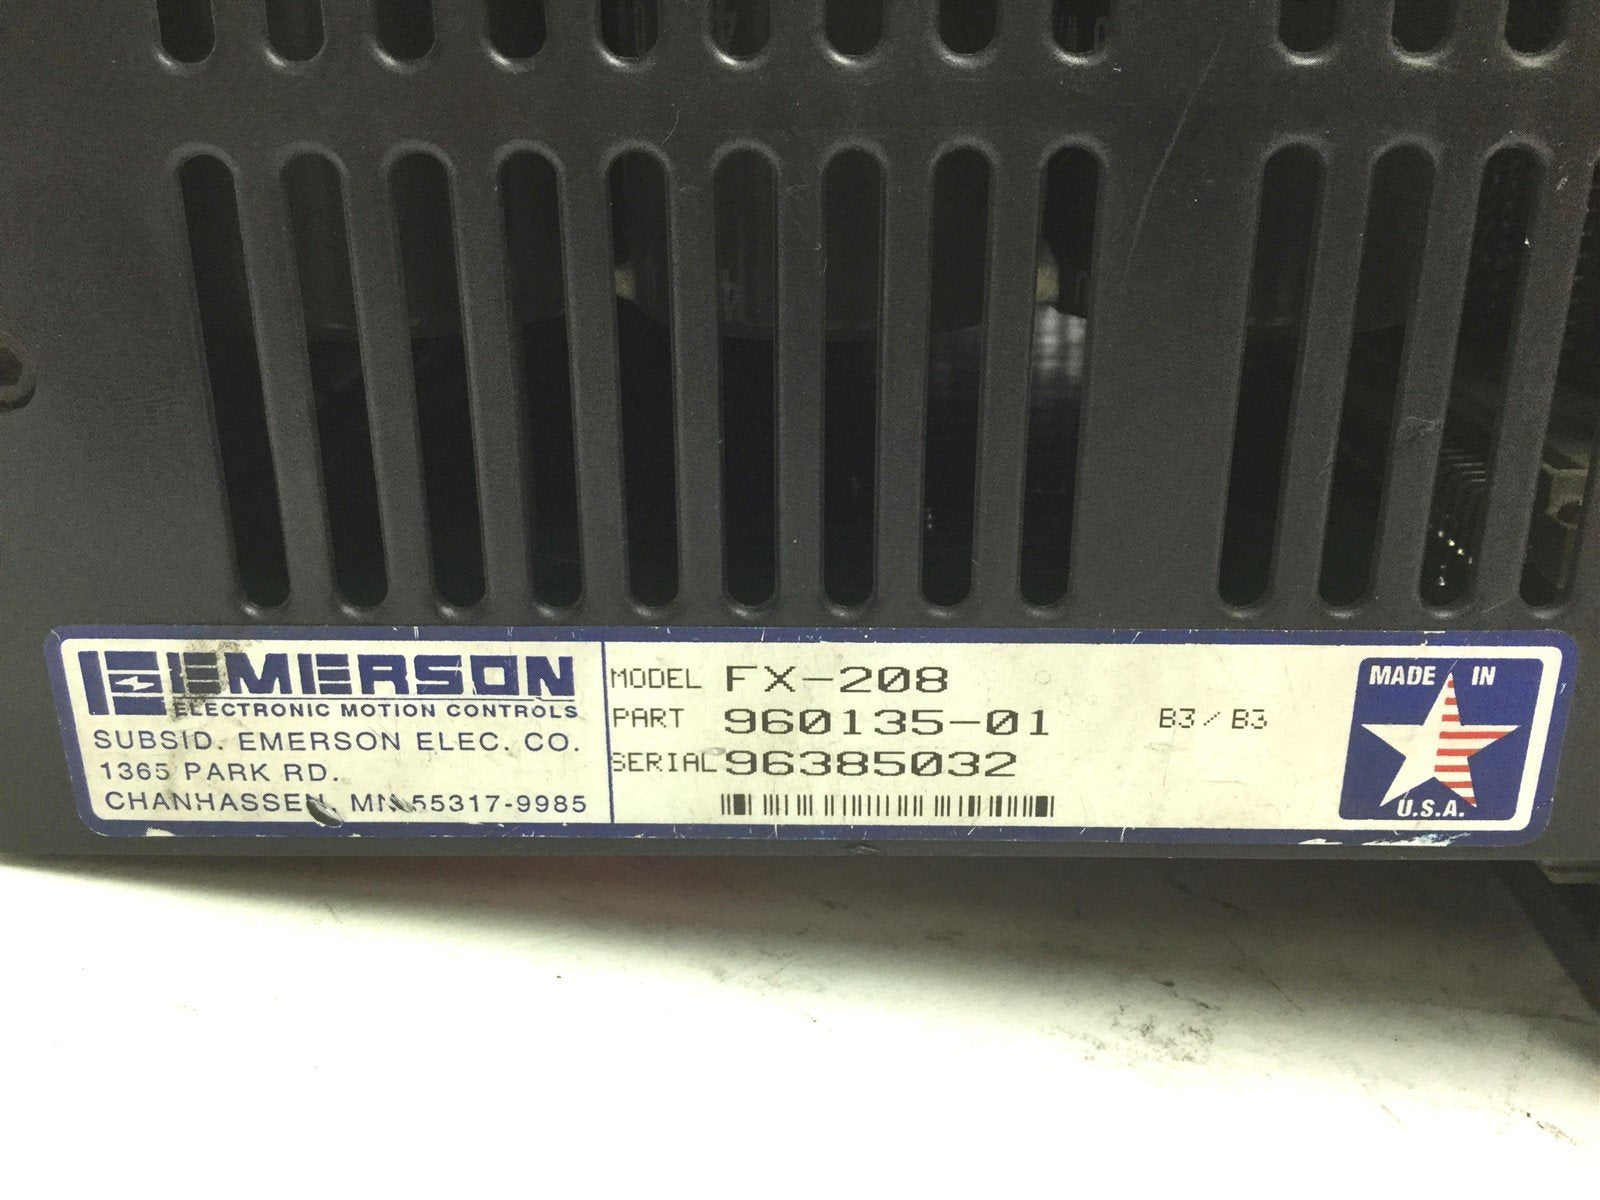 EMERSON
ELECTRONIC MOTION CONTROLS
SUBSID. EMERSON ELEC. CO.
1365 PARK RD.
CHANHASSEN, MN 55317-9985
MODEL FX-208
PART 960135-01 B3/B3
SERIAL 96385032
MADE IN
U.S.A.